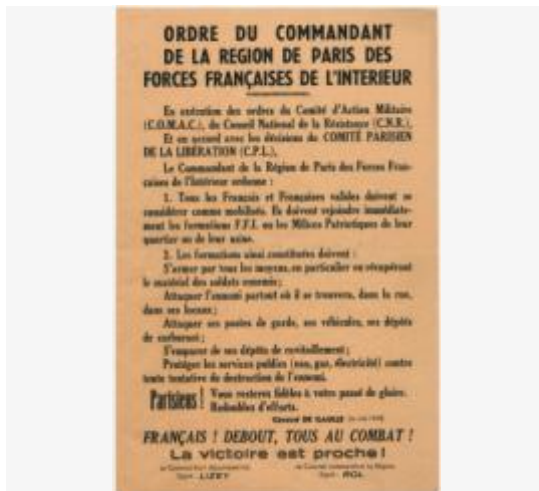 ORDRE DU COMMANDANT
DE LA REGION DE PARIS DES
FORCES FRANÇAISES DE L'INTERIEUR
En exécution des ordres du Comité d'Action Militaire
(C.O.M.A.C.), du Conseil National de la Résistance (C.N.R.),
Et en accord avec les décisions du COMITÉ PARISIEN
DE LA LIBÉRATION (C.P.L.),
Le Commandant de la Région de Paris des Forces Fran-
çaises de l'Intérieur ordonne :
1. Tous les Français et Françaises valides doivent se
considérer comme mobilisés. Ils doivent rejoindre immédiate-
ment les formations F.F.I. ou les Milices Patriotiques de leur
quartier ou de leur usine.
2. Les formations ainsi constituées doivent :
S'armer par tous les moyens, en particulier en récupérant
le matériel des soldats ennemis ;
Attaquer l'ennemi partout où il se trouvera, dans la rue,
dans ses locaux ;
Attaquer ses postes de garde, ses véhicules, ses dépôts
de carburant ;
S'emparer de ses dépôts de ravitaillement ;
Protéger les services publics (eau, gaz, électricité) contre
toute tentative de destruction de l'ennemi.
Parisiens ! Vous resterez fidèles à votre passé de gloire.
Redoublez d'efforts.
Général DE GAULLE
FRANÇAIS ! DEBOUT, TOUS AU COMBAT !
La victoire est proche !
LIZEY
ROL